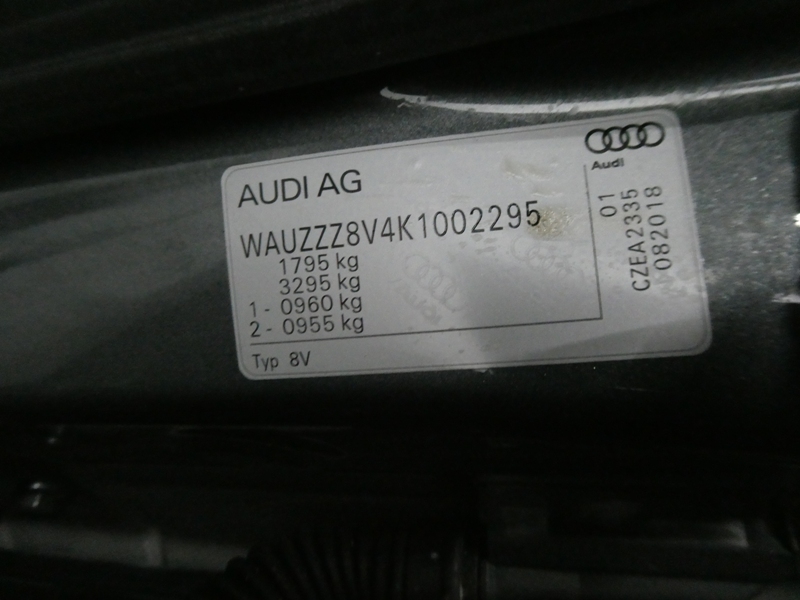 Audi
AUDI AG
WAUZZZ8V4K1002295
1795 kg
3295 kg
1 - 0960 kg
2 - 0955 kg
Typ 8V
01
CZEA2335
082018